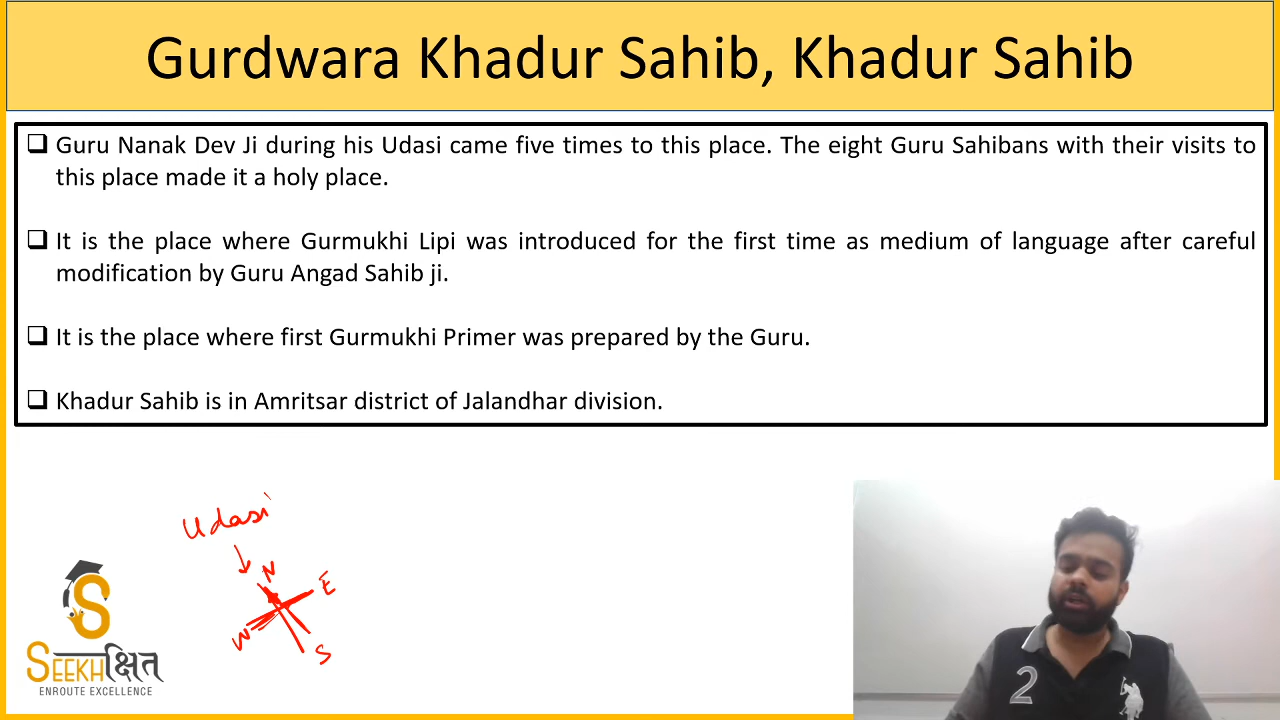 Gurdwara Khadur Sahib, Khadur Sahib
Guru Nanak Dev Ji during his Udasi came five times to this place. The eight Guru Sahibans with their visits to
this place made it a holy place.
It is the place where Gurmukhi Lipi was introduced for the first time as medium of language after careful
modification by Guru Angad Sahib ji.
It is the place where first Gurmukhi Primer was prepared by the Guru.
Khadur Sahib is in Amritsar district of Jalandhar division.
Udasi
N
E
W
S
S
SEEKHक्षित
ENROUTE EXCELLENCE
2